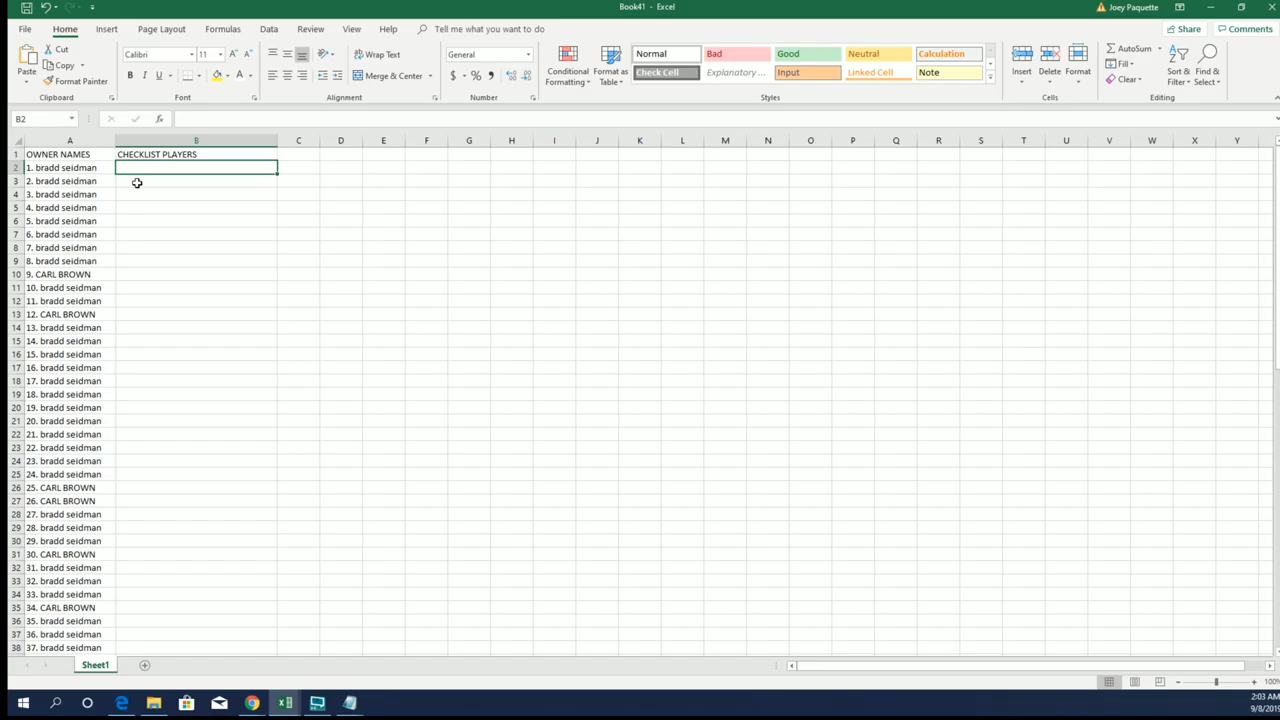 Book41 - Excel
Joey Paquette
File Home Insert Page Layout Formulas Data Review View Help Tell me what you want to do
Share Comments
Paste
Cut
Copy
Format Painter
Clipboard
Calibri 11
B I U
Font
Wrap Text
Merge & Center
Alignment
General
$ % ,
Number
Conditional Formatting
Format as Table
Normal Bad Good Neutral Calculation
Check Cell Explanatory ... Input Linked Cell Note
Styles
Insert Delete Format
Cells
AutoSum
Fill
Clear
Sort & Filter
Find & Select
Editing
B2
fx
A B C D E F G H I J K L M N O P Q R S T U V W X Y
1 OWNER NAMES CHECKLIST PLAYERS
2 1. bradd seidman
3 2. bradd seidman
4 3. bradd seidman
5 4. bradd seidman
6 5. bradd seidman
7 6. bradd seidman
8 7. bradd seidman
9 8. bradd seidman
10 9. CARL BROWN
11 10. bradd seidman
12 11. bradd seidman
13 12. CARL BROWN
14 13. bradd seidman
15 14. bradd seidman
16 15. bradd seidman
17 16. bradd seidman
18 17. bradd seidman
19 18. bradd seidman
20 19. bradd seidman
21 20. bradd seidman
22 21. bradd seidman
23 22. bradd seidman
24 23. bradd seidman
25 24. bradd seidman
26 25. CARL BROWN
27 26. CARL BROWN
28 27. bradd seidman
29 28. bradd seidman
30 29. bradd seidman
31 30. CARL BROWN
32 31. bradd seidman
33 32. bradd seidman
34 33. bradd seidman
35 34. CARL BROWN
36 35. bradd seidman
37 36. bradd seidman
38 37. bradd seidman
Sheet1
100%
2:03 AM
9/8/2019